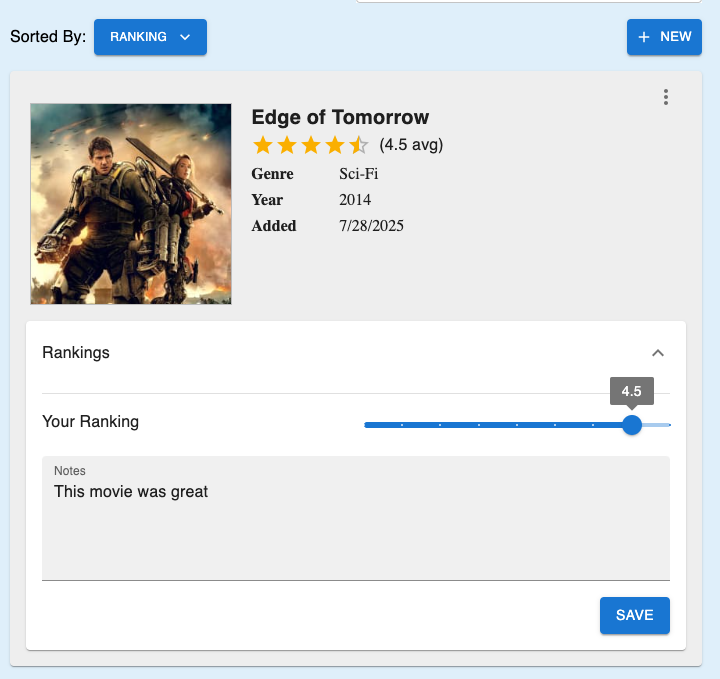 Sorted By: RANKING + NEW
Edge of Tomorrow
(4.5 avg)
Genre Sci-Fi
Year 2014
Added 7/28/2025
Rankings
4.5
Your Ranking
Notes
This movie was great
SAVE